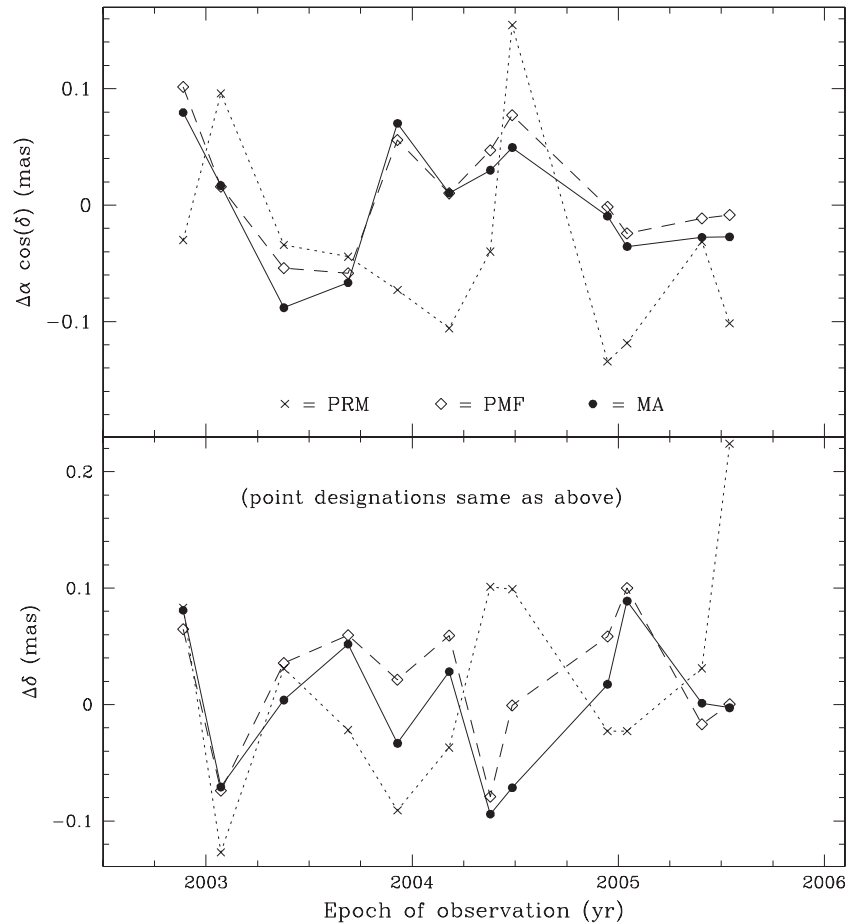 0.1
0
−0.1
Δα cos(δ) (mas)
× = PRM ◇ = PMF ● = MA
(point designations same as above)
0.2
0.1
0
−0.1
Δδ (mas)
2003 2004 2005 2006
Epoch of observation (yr)